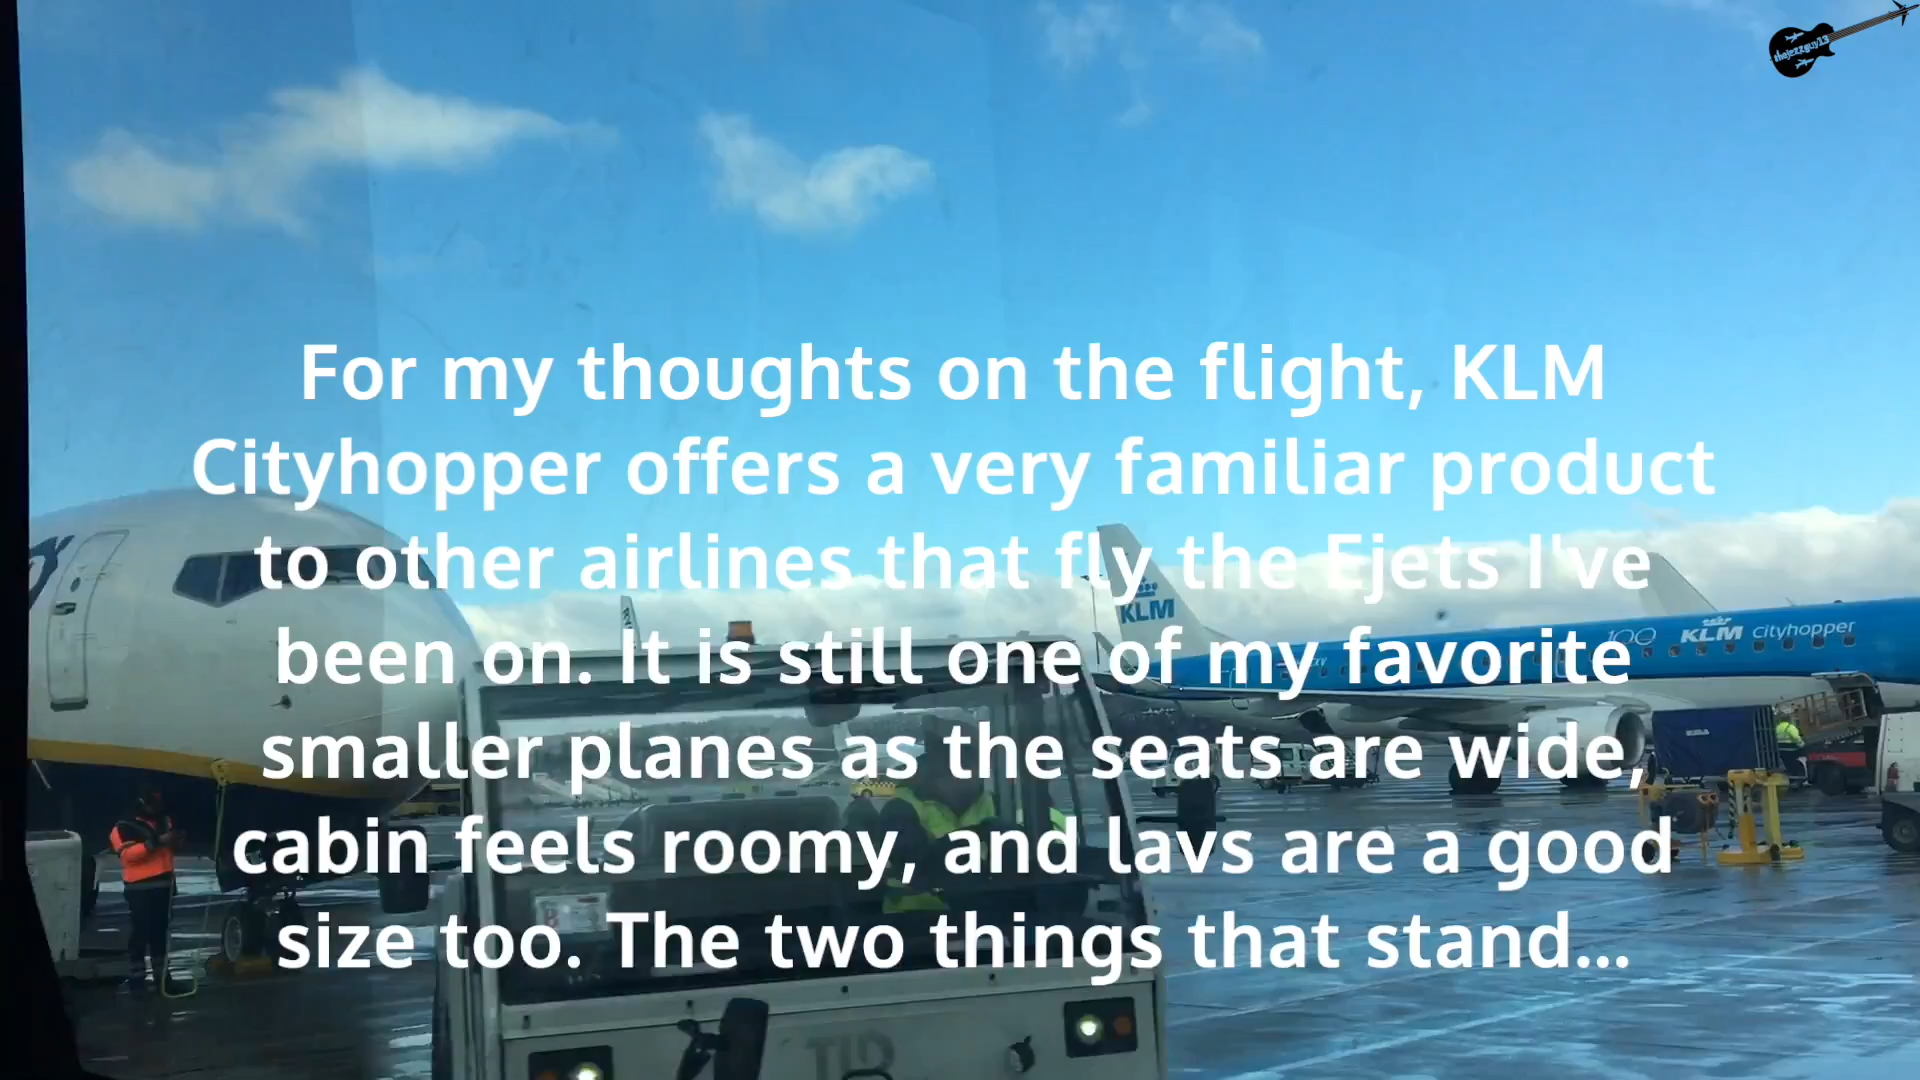 thejazzguy13
For my thoughts on the flight, KLM
Cityhopper offers a very familiar product
to other airlines that fly the Ejets I've
been on. It is still one of my favorite
smaller planes as the seats are wide,
cabin feels roomy, and lavs are a good
size too. The two things that stand...
KLM
100 KLM cityhopper